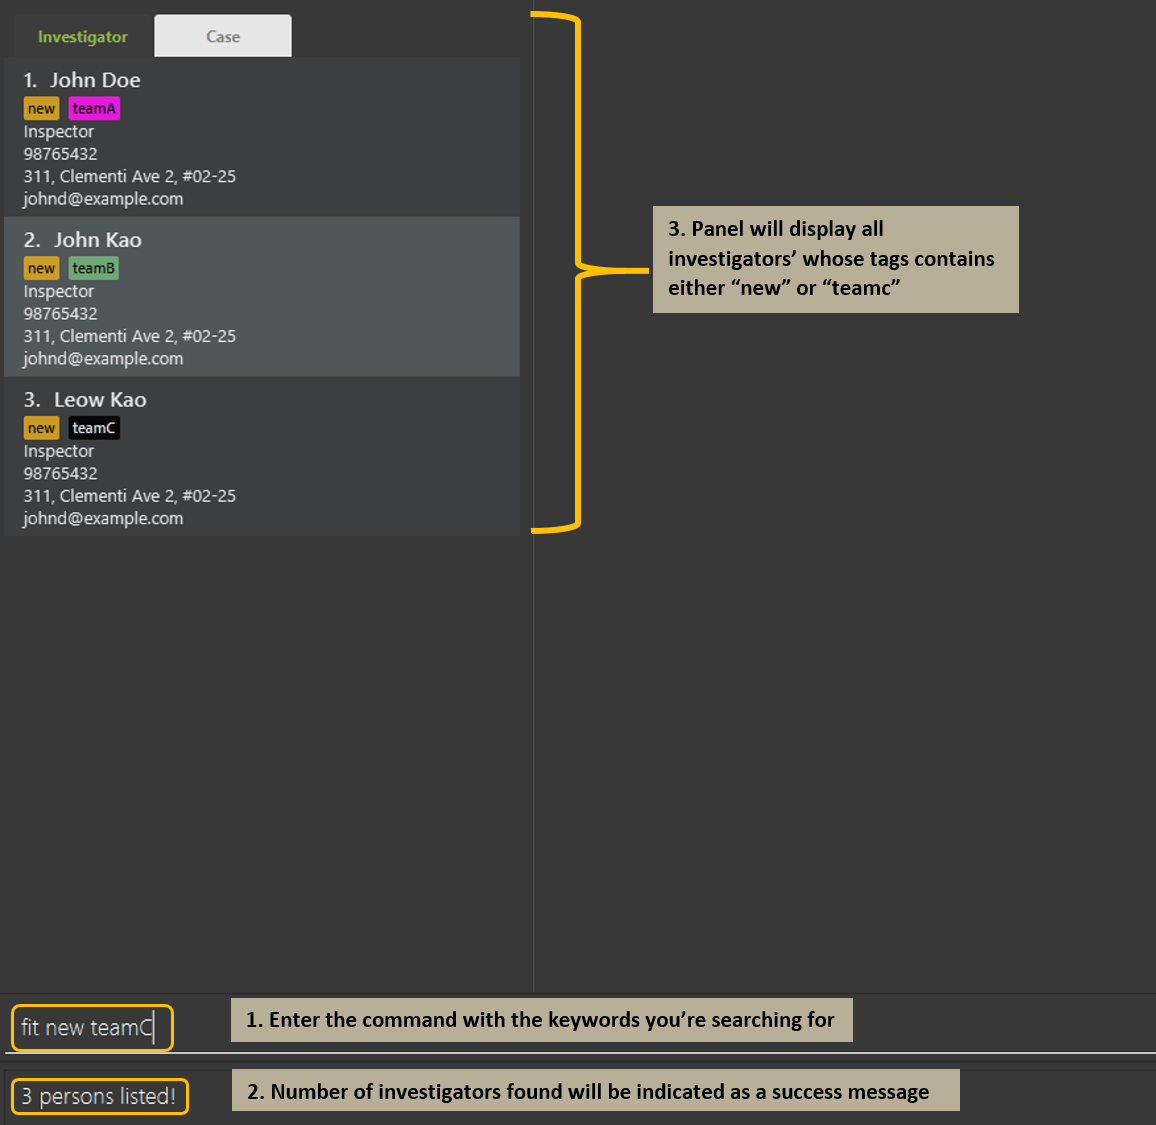 Investigator
Case
1. John Doe
new teamA
Inspector
98765432
311, Clementi Ave 2, #02-25
johnd@example.com
2. John Kao
new teamB
Inspector
98765432
311, Clementi Ave 2, #02-25
johnd@example.com
3. Leow Kao
new teamC
Inspector
98765432
311, Clementi Ave 2, #02-25
johnd@example.com
3. Panel will display all
investigators’ whose tags contains
either “new” or “teamc”
fit new teamC
1. Enter the command with the keywords you’re searching for
3 persons listed!
2. Number of investigators found will be indicated as a success message